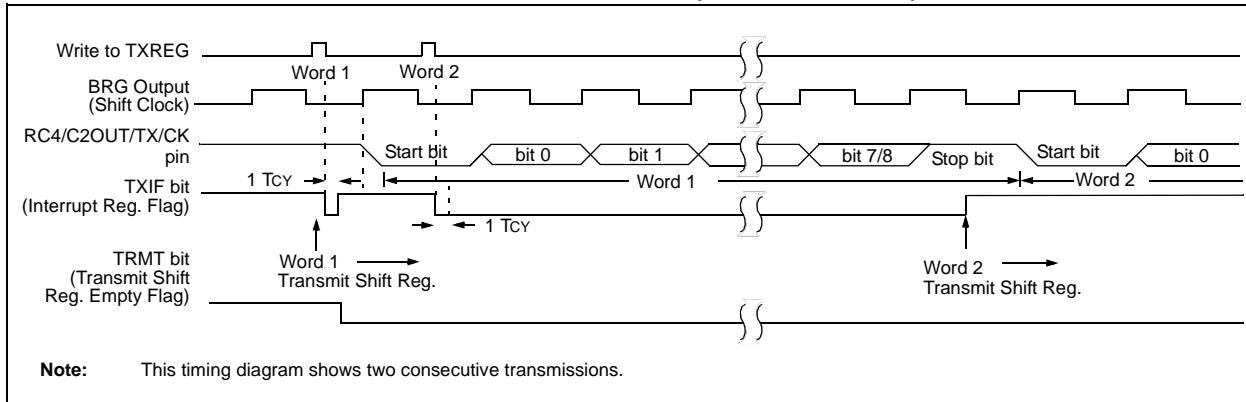 Write to TXREG
Word 1
Word 2
BRG Output
(Shift Clock)
RC4/C2OUT/TX/CK
pin
Start bit
bit 0
bit 1
bit 7/8
Stop bit
Start bit
bit 0
1 TCY
Word 1
Word 2
TXIF bit
(Interrupt Reg. Flag)
1 TCY
TRMT bit
(Transmit Shift
Reg. Empty Flag)
Word 1
Transmit Shift Reg.
Word 2
Transmit Shift Reg.
Note: This timing diagram shows two consecutive transmissions.